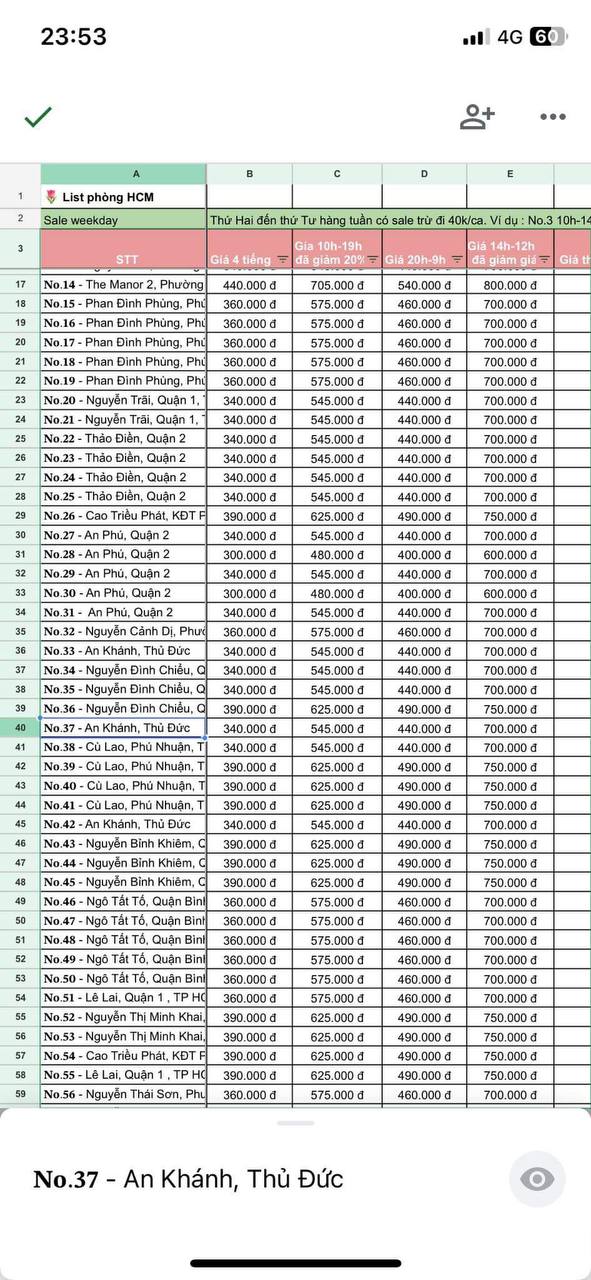 23:53 4G 60
A B C D E
1 🌷 List phòng HCM
2 Sale weekday Thứ Hai đến thứ Tư hàng tuần có sale trừ đi 40k/ca. Ví dụ : No.3 10h-14
3 STT Giá 4 tiếng Gía 10h-19h đã giảm 20% Giá 20h-9h Giá 14h-12h đã giảm giá Giá th
17 No.14 - The Manor 2, Phường 440.000 đ 705.000 đ 540.000 đ 800.000 đ
18 No.15 - Phan Đình Phùng, Phú 360.000 đ 575.000 đ 460.000 đ 700.000 đ
19 No.16 - Phan Đình Phùng, Phú 360.000 đ 575.000 đ 460.000 đ 700.000 đ
20 No.17 - Phan Đình Phùng, Phú 360.000 đ 575.000 đ 460.000 đ 700.000 đ
21 No.18 - Phan Đình Phùng, Phú 360.000 đ 575.000 đ 460.000 đ 700.000 đ
22 No.19 - Phan Đình Phùng, Phú 360.000 đ 575.000 đ 460.000 đ 700.000 đ
23 No.20 - Nguyễn Trãi, Quận 1, 340.000 đ 545.000 đ 440.000 đ 700.000 đ
24 No.21 - Nguyễn Trãi, Quận 1, 340.000 đ 545.000 đ 440.000 đ 700.000 đ
25 No.22 - Thảo Điền, Quận 2 340.000 đ 545.000 đ 440.000 đ 700.000 đ
26 No.23 - Thảo Điền, Quận 2 340.000 đ 545.000 đ 440.000 đ 700.000 đ
27 No.24 - Thảo Điền, Quận 2 340.000 đ 545.000 đ 440.000 đ 700.000 đ
28 No.25 - Thảo Điền, Quận 2 340.000 đ 545.000 đ 440.000 đ 700.000 đ
29 No.26 - Cao Triều Phát, KĐT P 390.000 đ 625.000 đ 490.000 đ 750.000 đ
30 No.27 - An Phú, Quận 2 340.000 đ 545.000 đ 440.000 đ 700.000 đ
31 No.28 - An Phú, Quận 2 300.000 đ 480.000 đ 400.000 đ 600.000 đ
32 No.29 - An Phú, Quận 2 340.000 đ 545.000 đ 440.000 đ 700.000 đ
33 No.30 - An Phú, Quận 2 300.000 đ 480.000 đ 400.000 đ 600.000 đ
34 No.31 - An Phú, Quận 2 340.000 đ 545.000 đ 440.000 đ 700.000 đ
35 No.32 - Nguyễn Cảnh Dị, Phườ 360.000 đ 575.000 đ 460.000 đ 700.000 đ
36 No.33 - An Khánh, Thủ Đức 340.000 đ 545.000 đ 440.000 đ 700.000 đ
37 No.34 - Nguyễn Đình Chiểu, Q 340.000 đ 545.000 đ 440.000 đ 700.000 đ
38 No.35 - Nguyễn Đình Chiểu, Q 340.000 đ 545.000 đ 440.000 đ 700.000 đ
39 No.36 - Nguyễn Đình Chiểu, Q 390.000 đ 625.000 đ 490.000 đ 750.000 đ
40 No.37 - An Khánh, Thủ Đức 340.000 đ 545.000 đ 440.000 đ 700.000 đ
41 No.38 - Cù Lao, Phú Nhuận, T 340.000 đ 545.000 đ 440.000 đ 700.000 đ
42 No.39 - Cù Lao, Phú Nhuận, T 390.000 đ 625.000 đ 490.000 đ 750.000 đ
43 No.40 - Cù Lao, Phú Nhuận, T 390.000 đ 625.000 đ 490.000 đ 750.000 đ
44 No.41 - Cù Lao, Phú Nhuận, T 390.000 đ 625.000 đ 490.000 đ 750.000 đ
45 No.42 - An Khánh, Thủ Đức 340.000 đ 545.000 đ 440.000 đ 700.000 đ
46 No.43 - Nguyễn Bỉnh Khiêm, Q 390.000 đ 625.000 đ 490.000 đ 750.000 đ
47 No.44 - Nguyễn Bỉnh Khiêm, Q 390.000 đ 625.000 đ 490.000 đ 750.000 đ
48 No.45 - Nguyễn Bỉnh Khiêm, Q 390.000 đ 625.000 đ 490.000 đ 750.000 đ
49 No.46 - Ngô Tất Tố, Quận Bình 360.000 đ 575.000 đ 460.000 đ 700.000 đ
50 No.47 - Ngô Tất Tố, Quận Bình 360.000 đ 575.000 đ 460.000 đ 700.000 đ
51 No.48 - Ngô Tất Tố, Quận Bình 360.000 đ 575.000 đ 460.000 đ 700.000 đ
52 No.49 - Ngô Tất Tố, Quận Bình 360.000 đ 575.000 đ 460.000 đ 700.000 đ
53 No.50 - Ngô Tất Tố, Quận Bình 360.000 đ 575.000 đ 460.000 đ 700.000 đ
54 No.51 - Lê Lai, Quận 1 , TP HC 360.000 đ 575.000 đ 460.000 đ 700.000 đ
55 No.52 - Nguyễn Thị Minh Khai, 390.000 đ 625.000 đ 490.000 đ 750.000 đ
56 No.53 - Nguyễn Thị Minh Khai, 390.000 đ 625.000 đ 490.000 đ 750.000 đ
57 No.54 - Cao Triều Phát, KĐT P 390.000 đ 625.000 đ 490.000 đ 750.000 đ
58 No.55 - Lê Lai, Quận 1 , TP HC 390.000 đ 625.000 đ 490.000 đ 750.000 đ
59 No.56 - Nguyễn Thái Sơn, Phư 360.000 đ 575.000 đ 460.000 đ 700.000 đ
No.37 - An Khánh, Thủ Đức